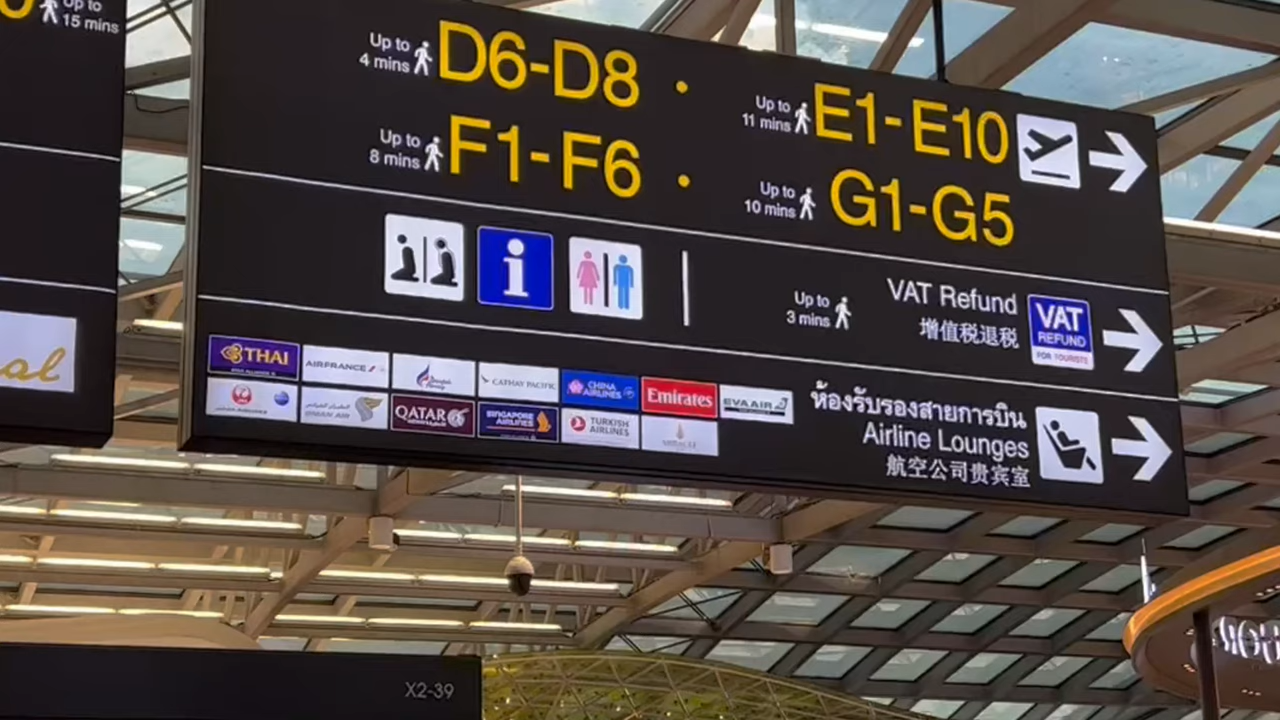 Up to
15 mins
Up to
4 mins
D6-D8
Up to
11 mins
E1-E10
Up to
8 mins
F1-F6
Up to
10 mins
G1-G5
Up to
3 mins
VAT Refund
增值税退税
VAT
REFUND
FOR TOURISTS
THAI
AIRFRANCE
CATHAY PACIFIC
CHINA AIRLINES
Emirates
EVA AIR
QATAR
SINGAPORE AIRLINES
TURKISH AIRLINES
ห้องรับรองสายการบิน
Airline Lounges
航空公司贵宾室
al
X2-39